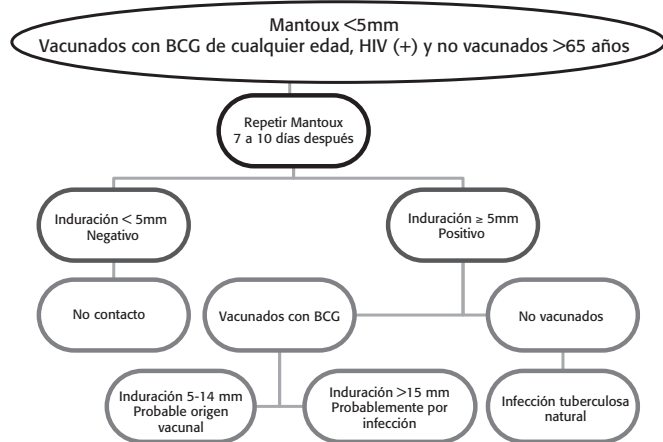 Mantoux <5mm
Vacunados con BCG de cualquier edad, HIV (+) y no vacunados >65 años
Repetir Mantoux
7 a 10 días después
Induración < 5mm
Negativo
Induración ≥ 5mm
Positivo
No contacto
Vacunados con BCG
No vacunados
Induración 5-14 mm
Probable origen
vacunal
Induración >15 mm
Probablemente por
infección
Infección tuberculosa
natural